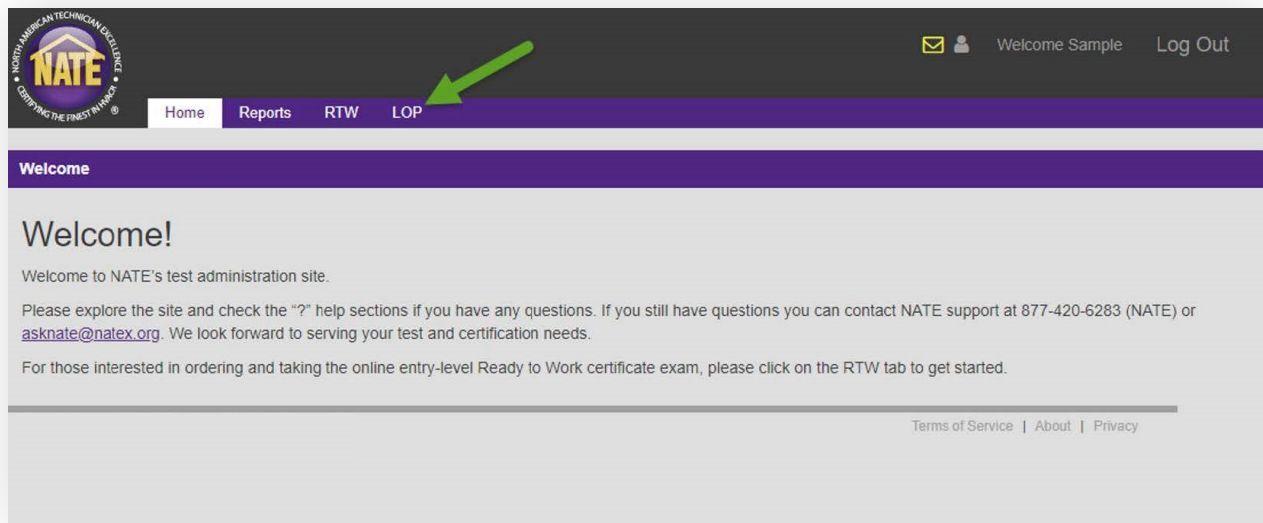 NORTH AMERICAN TECHNICIAN EXCELLENCE
NATE
CERTIFYING THE FINEST IN HVACR
®
Welcome Sample
Log Out
Home
Reports
RTW
LOP
Welcome
Welcome!
Welcome to NATE's test administration site.
Please explore the site and check the “?” help sections if you have any questions. If you still have questions you can contact NATE support at 877-420-6283 (NATE) or
asknate@natex.org. We look forward to serving your test and certification needs.
For those interested in ordering and taking the online entry-level Ready to Work certificate exam, please click on the RTW tab to get started.
Terms of Service | About | Privacy